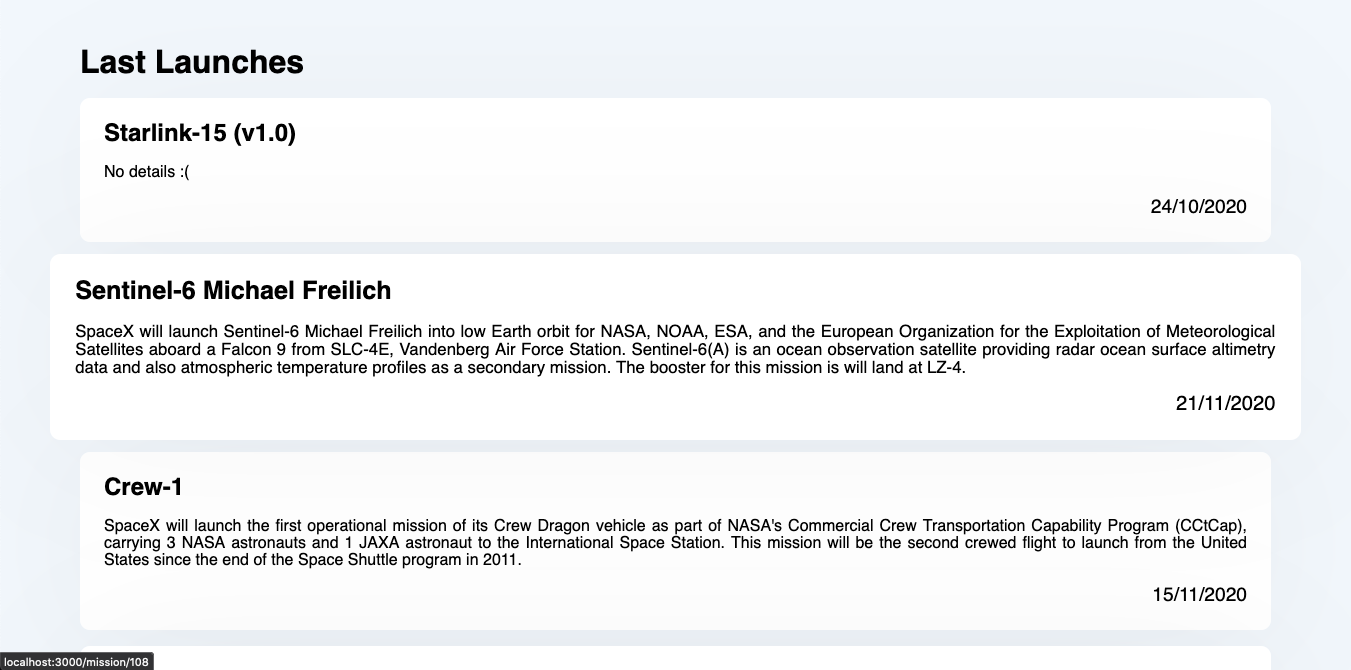 Last Launches
Starlink-15 (v1.0)
No details :(
24/10/2020
Sentinel-6 Michael Freilich
SpaceX will launch Sentinel-6 Michael Freilich into low Earth orbit for NASA, NOAA, ESA, and the European Organization for the Exploitation of Meteorological
Satellites aboard a Falcon 9 from SLC-4E, Vandenberg Air Force Station. Sentinel-6(A) is an ocean observation satellite providing radar ocean surface altimetry
data and also atmospheric temperature profiles as a secondary mission. The booster for this mission is will land at LZ-4.
21/11/2020
Crew-1
SpaceX will launch the first operational mission of its Crew Dragon vehicle as part of NASA's Commercial Crew Transportation Capability Program (CCtCap),
carrying 3 NASA astronauts and 1 JAXA astronaut to the International Space Station. This mission will be the second crewed flight to launch from the United
States since the end of the Space Shuttle program in 2011.
15/11/2020
localhost:3000/mission/108